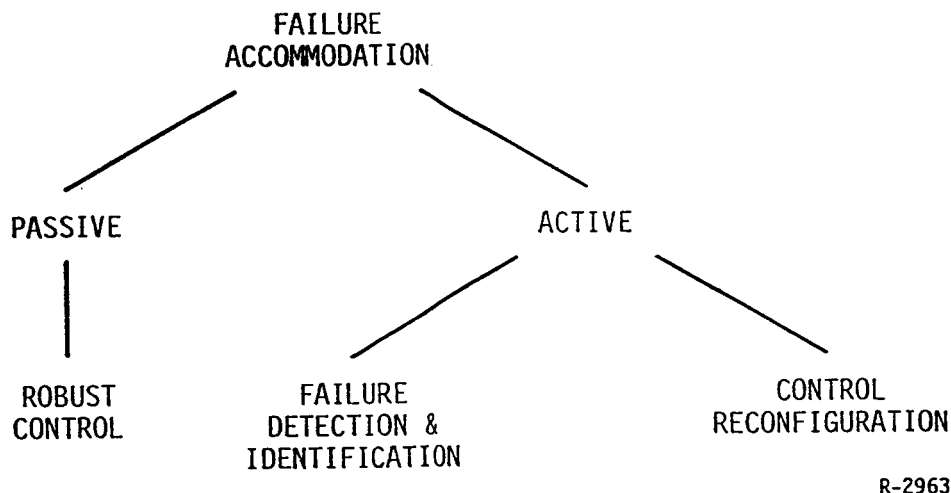 FAILURE
ACCOMMODATION
PASSIVE
ACTIVE
ROBUST
CONTROL
FAILURE
DETECTION &
IDENTIFICATION
CONTROL
RECONFIGURATION
R-2963